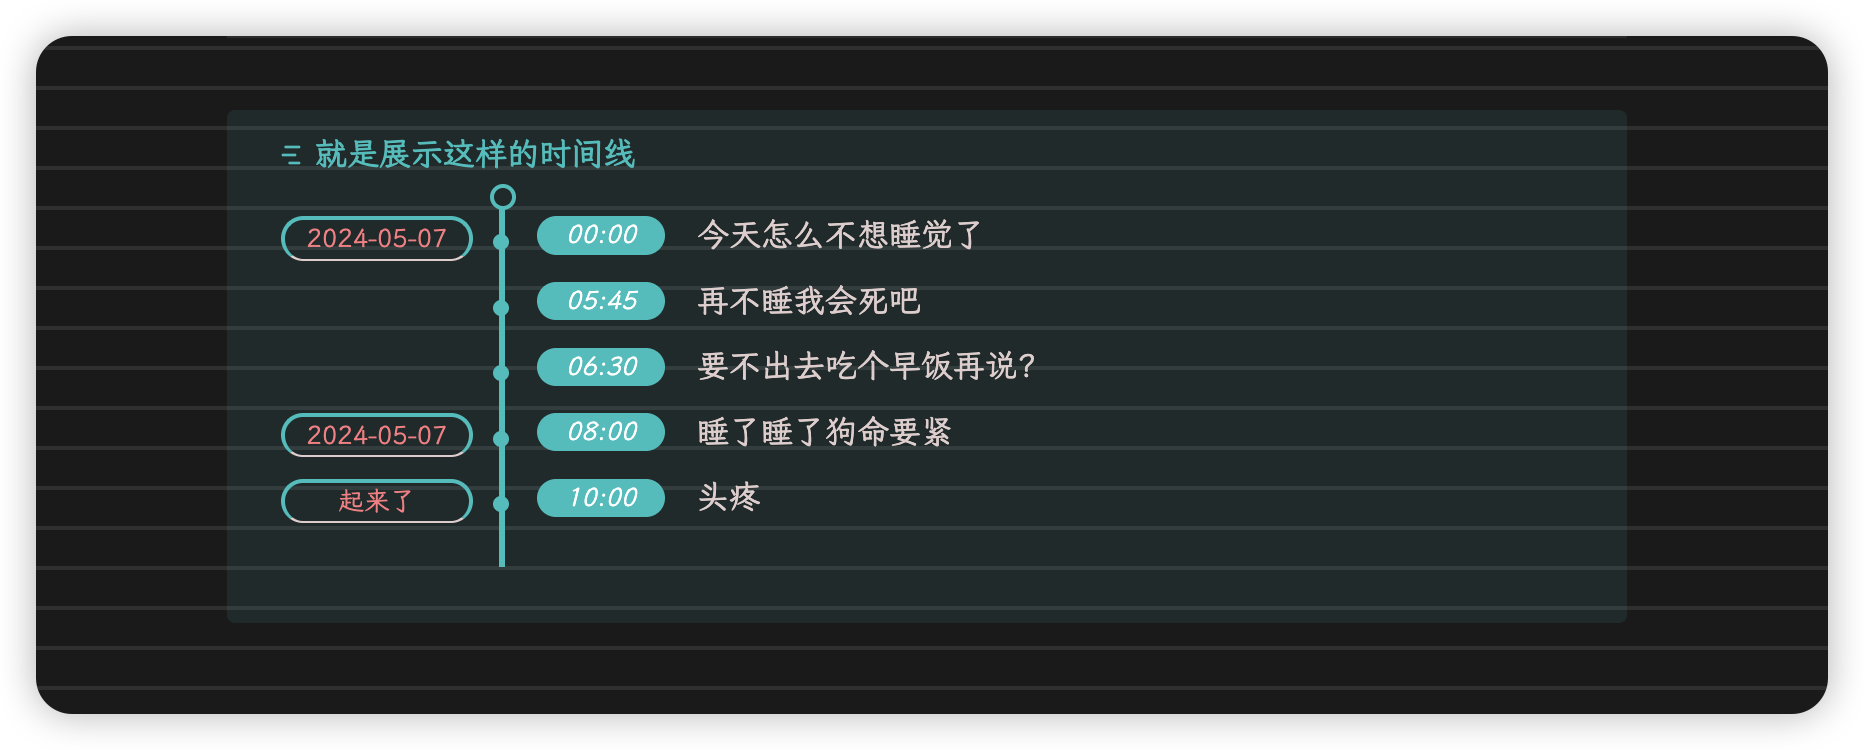 就是展示这样的时间线
2024-05-07 00:00 今天怎么不想睡觉了
05:45 再不睡我会死吧
06:30 要不出去吃个早饭再说?
2024-05-07 08:00 睡了睡了狗命要紧
起来了 10:00 头疼